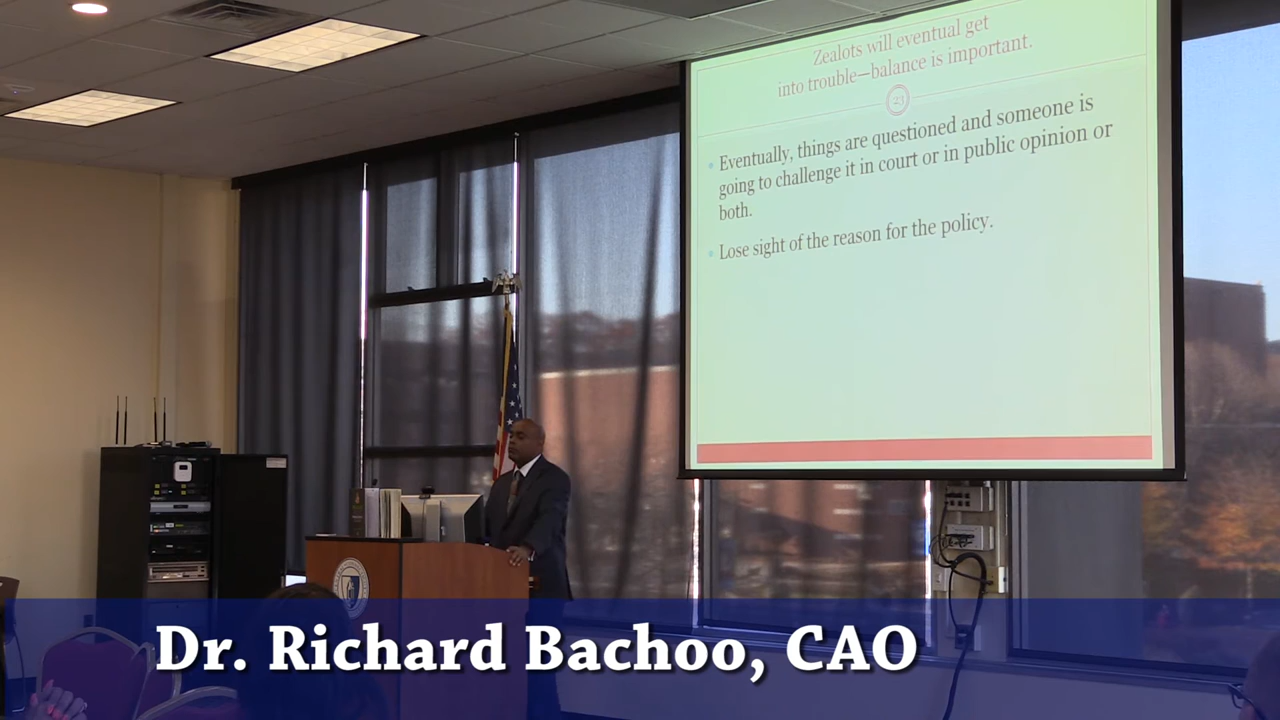 Zealots will eventual get
into trouble—balance is important.
23
• Eventually, things are questioned and someone is
going to challenge it in court or in public opinion or
both.
• Lose sight of the reason for the policy.
Dr. Richard Bachoo, CAO